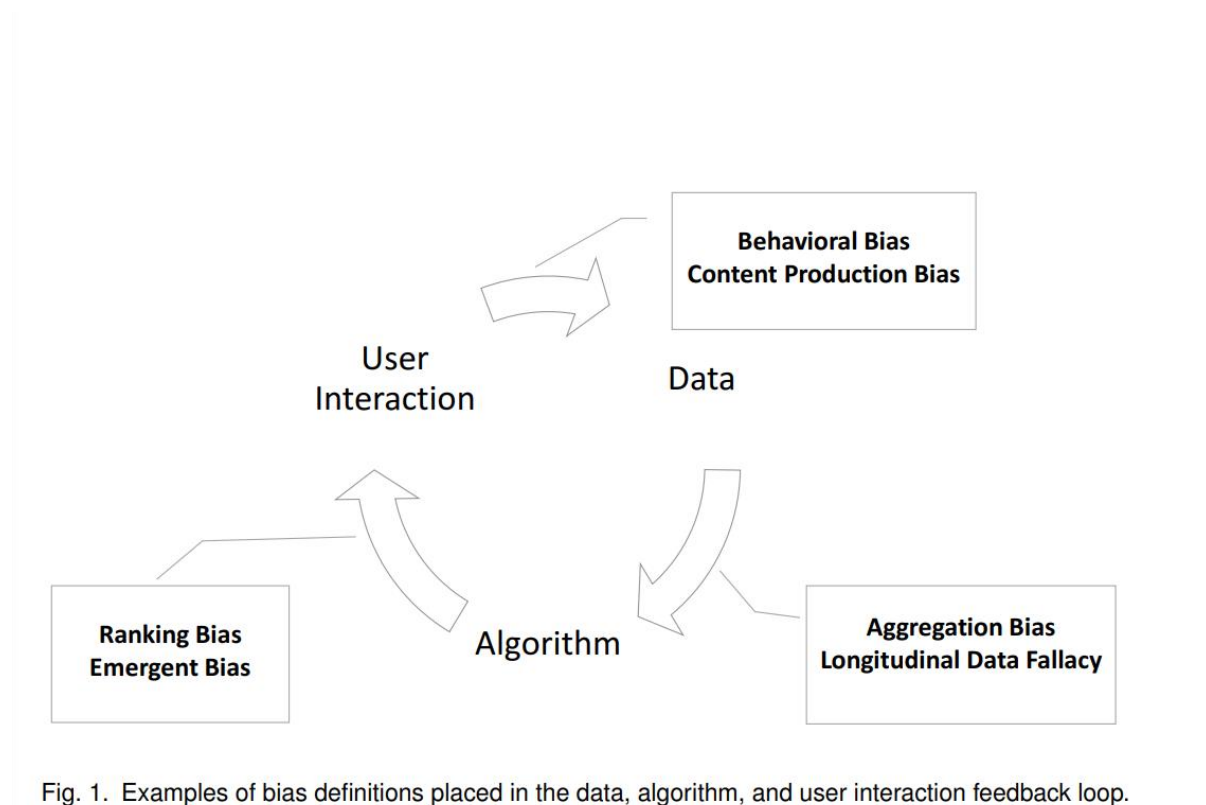 Behavioral Bias
Content Production Bias
User
Interaction
Data
Ranking Bias
Emergent Bias
Algorithm
Aggregation Bias
Longitudinal Data Fallacy
Fig. 1. Examples of bias definitions placed in the data, algorithm, and user interaction feedback loop.